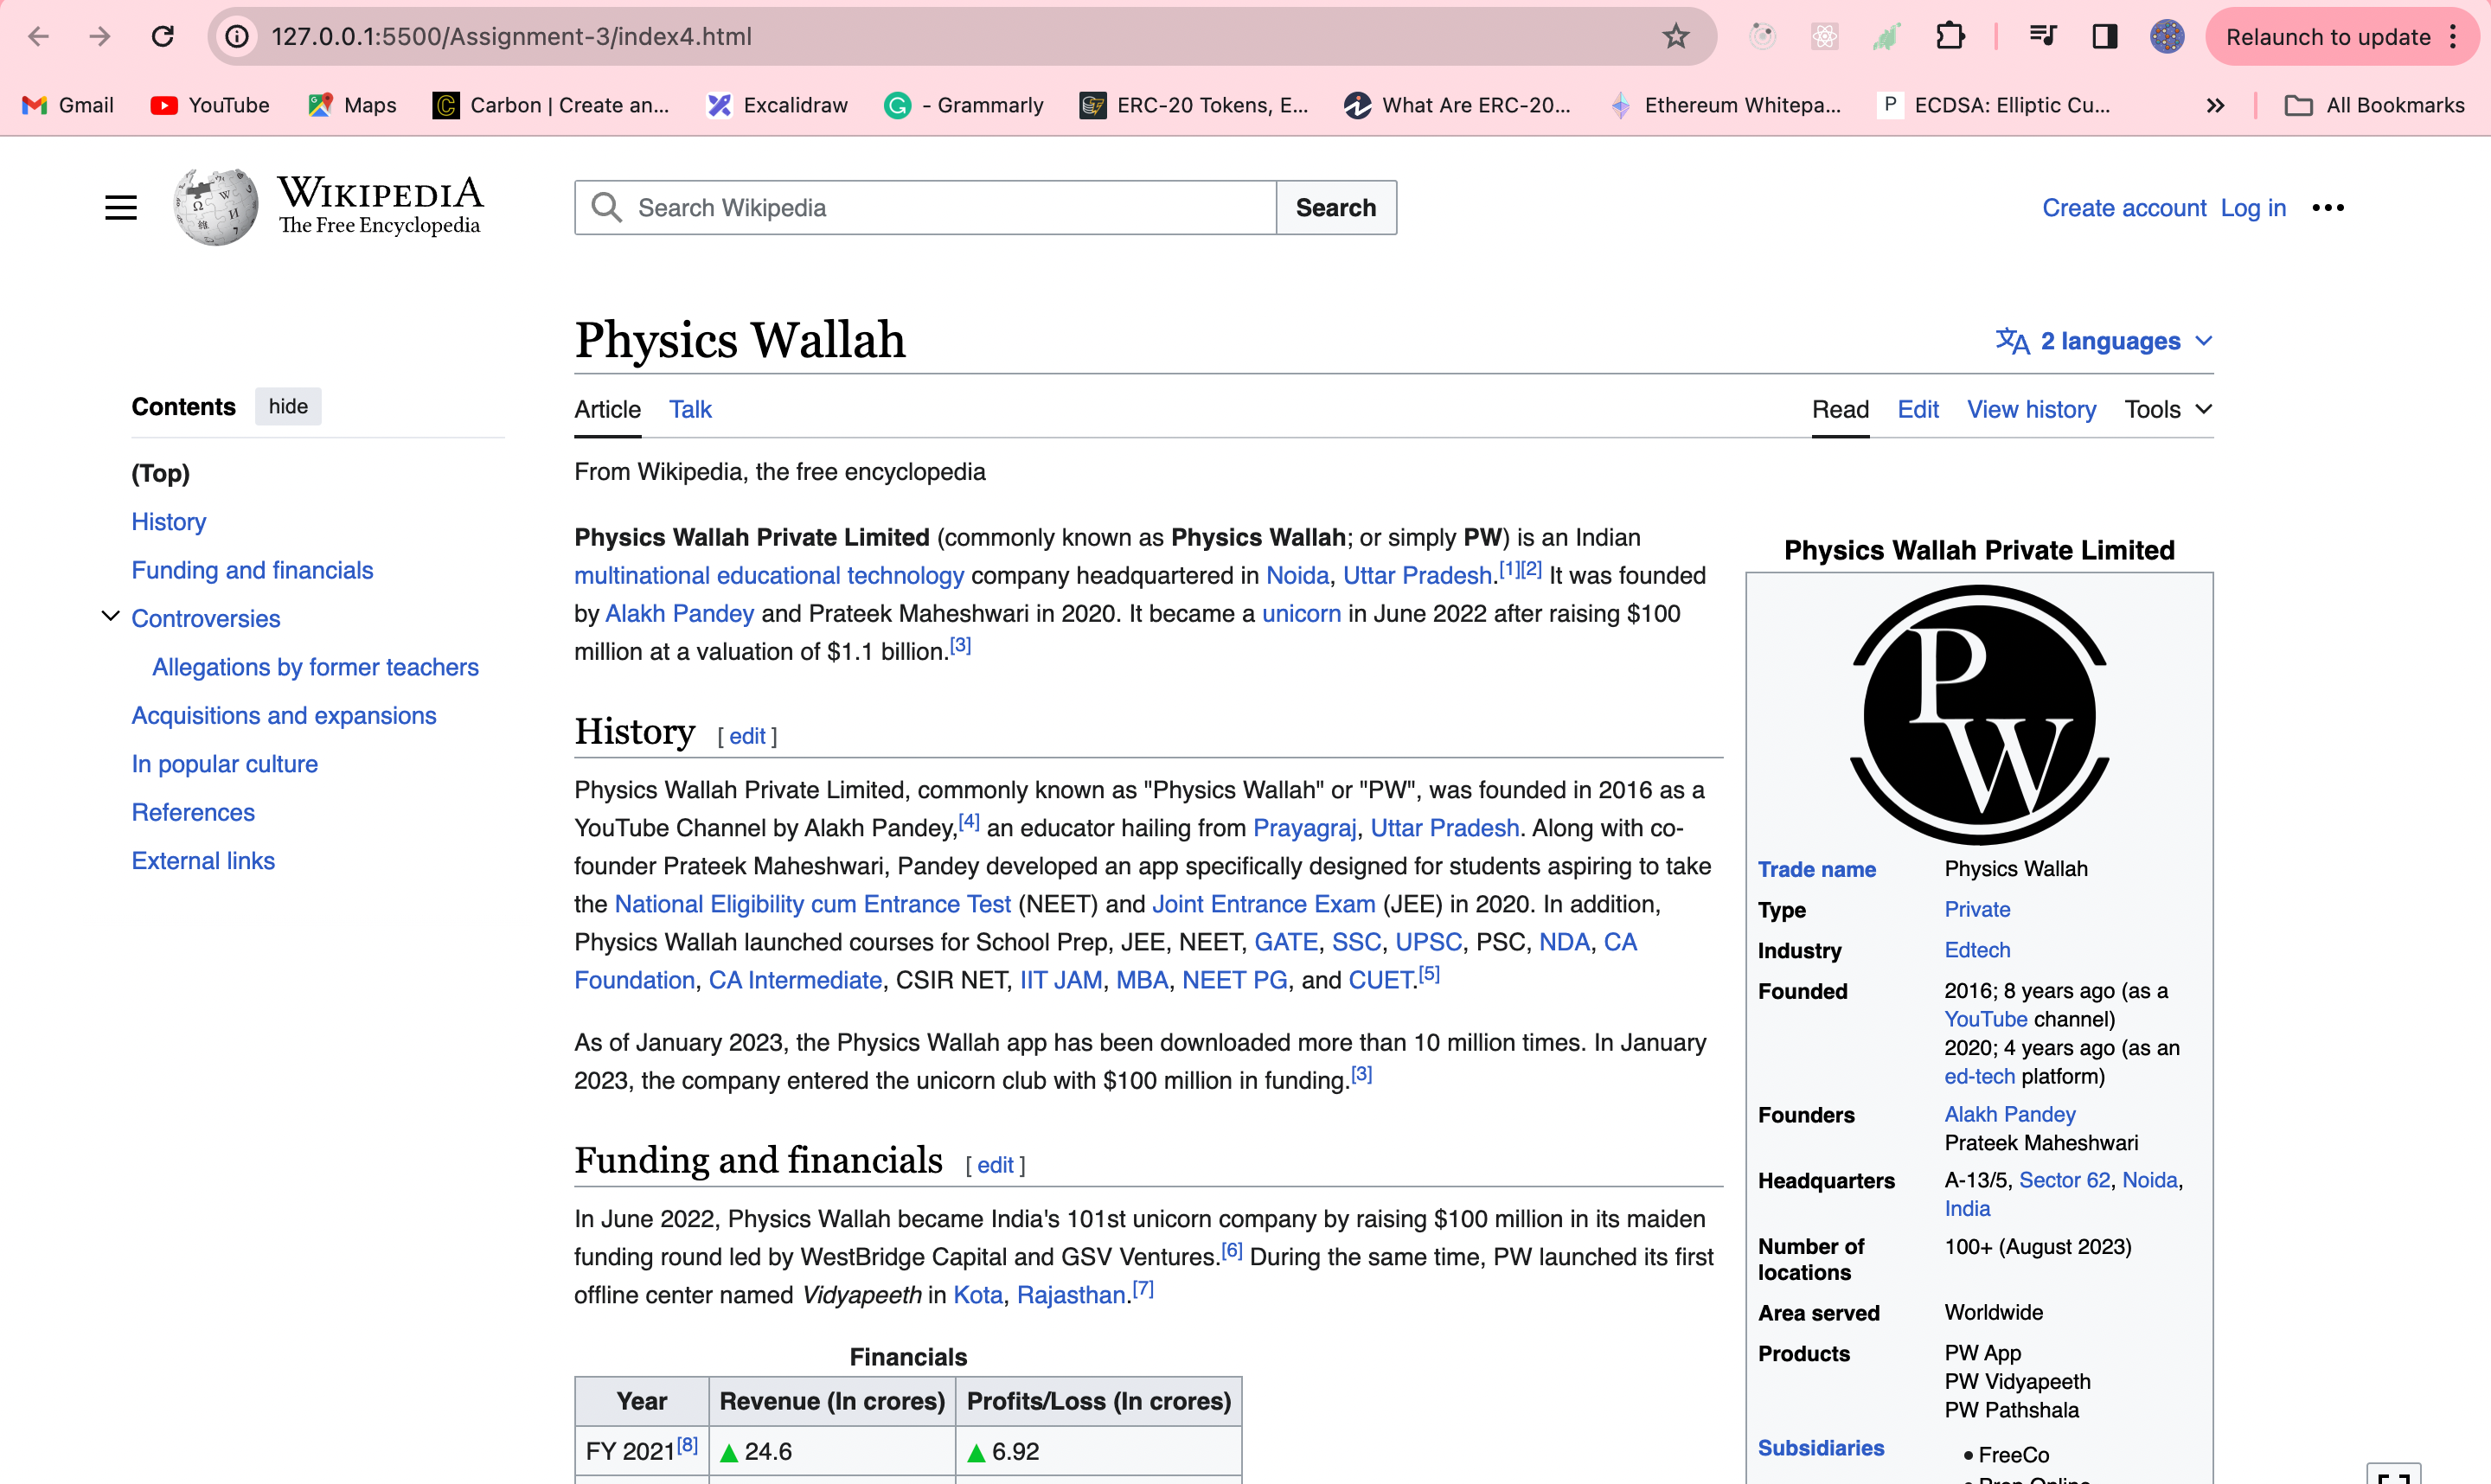 127.0.0.1:5500/Assignment-3/index4.html
Relaunch to update
Gmail
YouTube
Maps
Carbon | Create an...
Excalidraw
- Grammarly
ERC-20 Tokens, E...
What Are ERC-20...
Ethereum Whitepa...
ECDSA: Elliptic Cu...
All Bookmarks
WIKIPEDIA
The Free Encyclopedia
Search Wikipedia
Search
Create account Log in
Physics Wallah
2 languages
Contents hide
(Top)
History
Funding and financials
Controversies
Allegations by former teachers
Acquisitions and expansions
In popular culture
References
External links
Article Talk
Read Edit View history Tools
From Wikipedia, the free encyclopedia
Physics Wallah Private Limited (commonly known as Physics Wallah; or simply PW) is an Indian
multinational educational technology company headquartered in Noida, Uttar Pradesh.[1][2] It was founded
by Alakh Pandey and Prateek Maheshwari in 2020. It became a unicorn in June 2022 after raising $100
million at a valuation of $1.1 billion.[3]
History [ edit ]
Physics Wallah Private Limited, commonly known as "Physics Wallah" or "PW", was founded in 2016 as a
YouTube Channel by Alakh Pandey,[4] an educator hailing from Prayagraj, Uttar Pradesh. Along with co-
founder Prateek Maheshwari, Pandey developed an app specifically designed for students aspiring to take
the National Eligibility cum Entrance Test (NEET) and Joint Entrance Exam (JEE) in 2020. In addition,
Physics Wallah launched courses for School Prep, JEE, NEET, GATE, SSC, UPSC, PSC, NDA, CA
Foundation, CA Intermediate, CSIR NET, IIT JAM, MBA, NEET PG, and CUET.[5]
As of January 2023, the Physics Wallah app has been downloaded more than 10 million times. In January
2023, the company entered the unicorn club with $100 million in funding.[3]
Funding and financials [ edit ]
In June 2022, Physics Wallah became India's 101st unicorn company by raising $100 million in its maiden
funding round led by WestBridge Capital and GSV Ventures.[6] During the same time, PW launched its first
offline center named Vidyapeeth in Kota, Rajasthan.[7]
Financials
Year Revenue (In crores) Profits/Loss (In crores)
FY 2021[8] ▲ 24.6 ▲ 6.92
Physics Wallah Private Limited
PW
Trade name Physics Wallah
Type Private
Industry Edtech
Founded 2016; 8 years ago (as a
YouTube channel)
2020; 4 years ago (as an
ed-tech platform)
Founders Alakh Pandey
Prateek Maheshwari
Headquarters A-13/5, Sector 62, Noida,
India
Number of locations 100+ (August 2023)
Area served Worldwide
Products PW App
PW Vidyapeeth
PW Pathshala
Subsidiaries • FreeCo